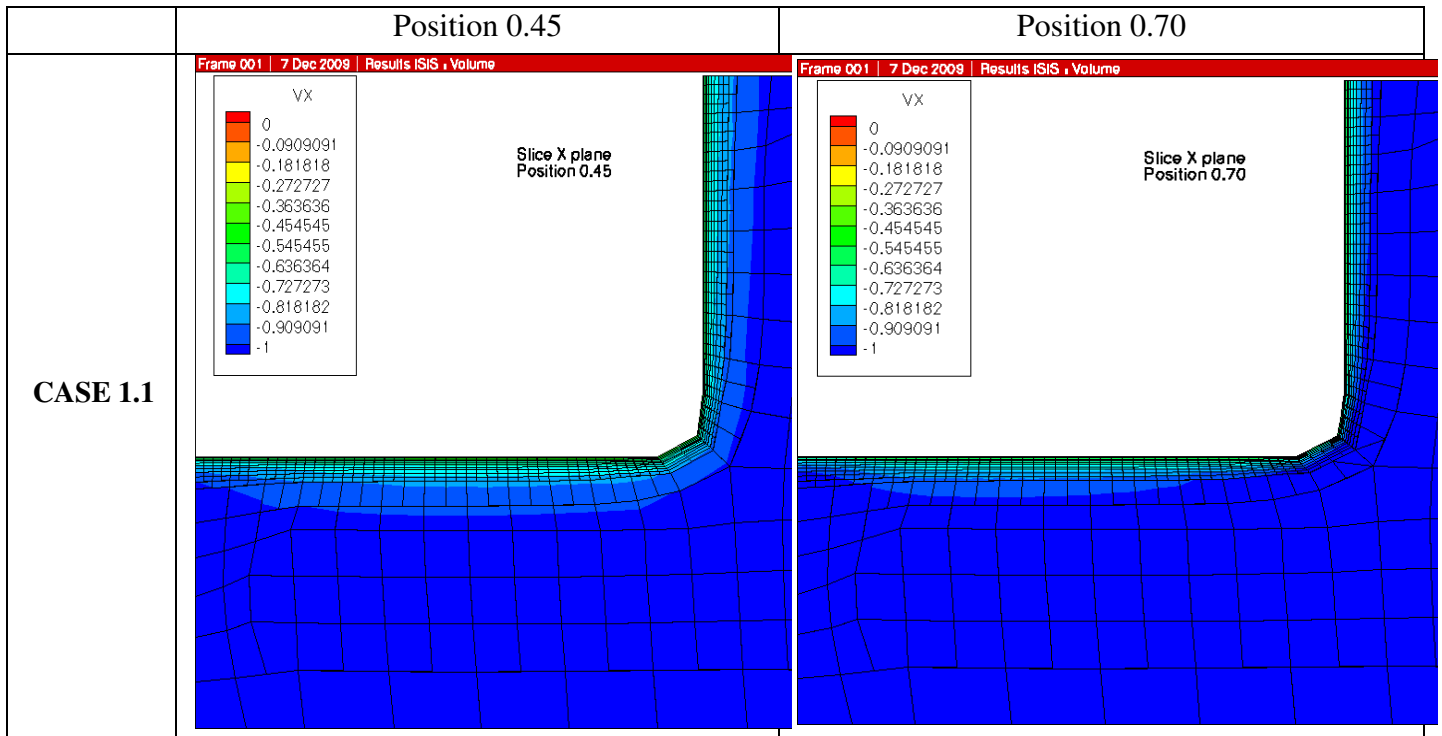 Position 0.45
Position 0.70
CASE 1.1
Frame 001 | 7 Dec 2009 | Results ISIS , Volume
VX
0
-0.0909091
-0.181818
-0.272727
-0.363636
-0.454545
-0.545455
-0.636364
-0.727273
-0.818182
-0.909091
-1
Slice X plane
Position 0.45
Frame 001 | 7 Dec 2009 | Results ISIS , Volume
VX
0
-0.0909091
-0.181818
-0.272727
-0.363636
-0.454545
-0.545455
-0.636364
-0.727273
-0.818182
-0.909091
-1
Slice X plane
Position 0.70